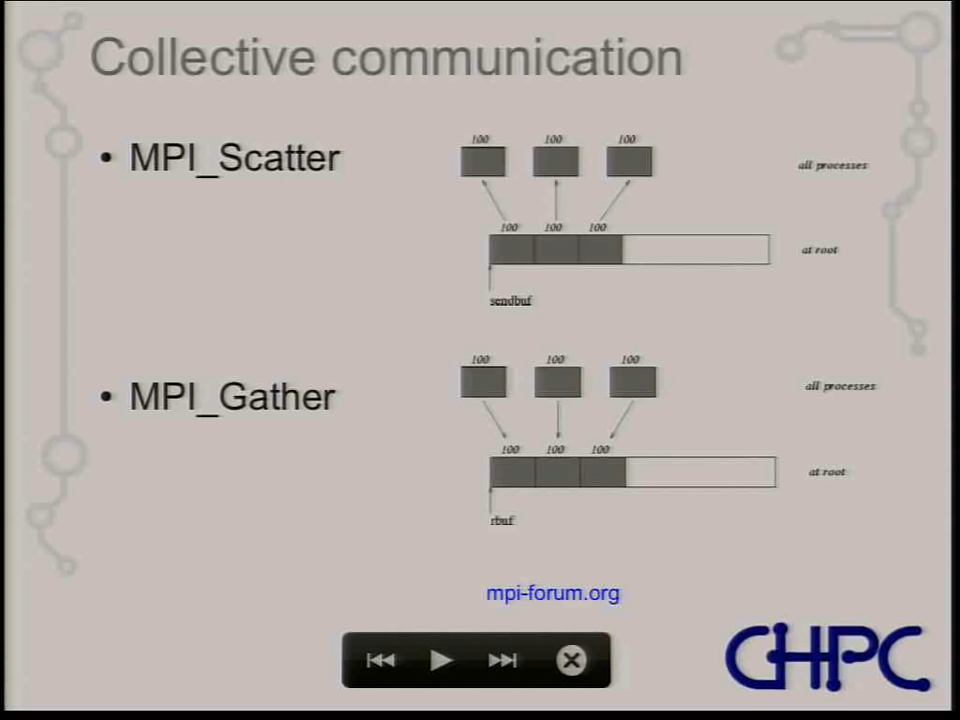 Collective communication
• MPI_Scatter
100 100 100
all processes
100 100 100
at root
sendbuf
• MPI_Gather
100 100 100
all processes
100 100 100
at root
rbuf
mpi-forum.org
CHPC